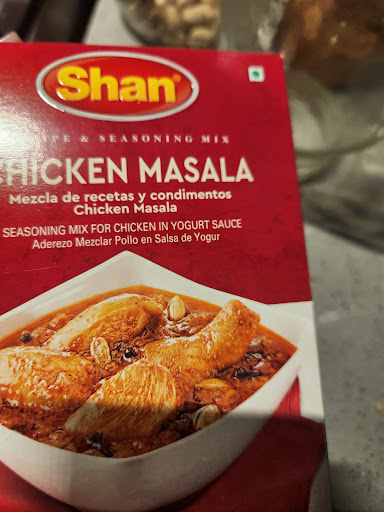 Shan
& SEASONING MIX
CHICKEN MASALA
Mezcla de recetas y condimentos
Chicken Masala
SEASONING MIX FOR CHICKEN IN YOGURT SAUCE
Aderezo Mezclar Pollo en Salsa de Yogur